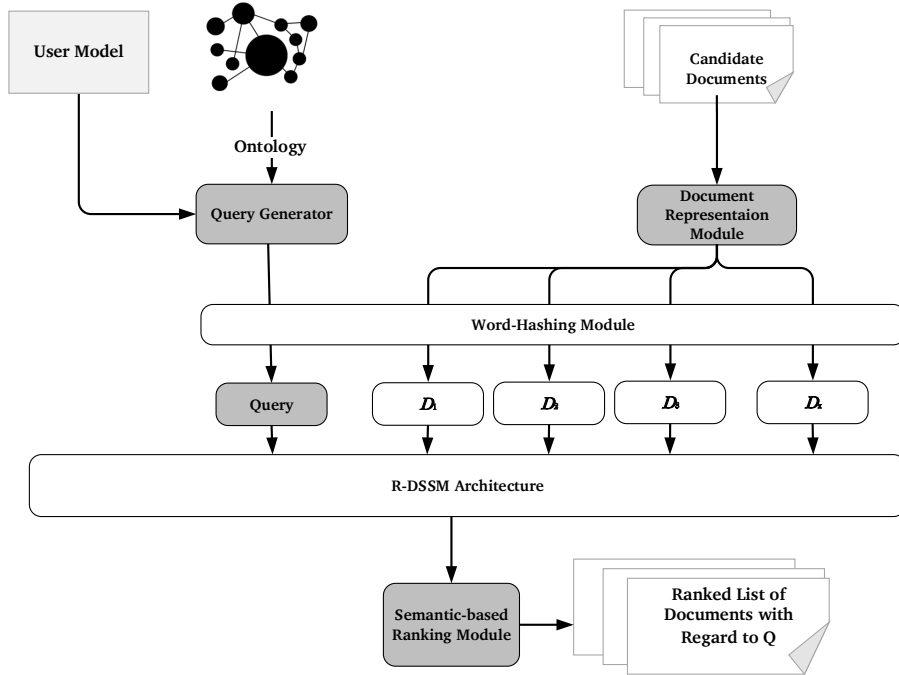 User Model
Candidate
Documents
Ontology
Query Generator
Document
Representaion
Module
Word-Hashing Module
Query
D₁
D₂
D₃
R-DSSM Architecture
Semantic-based
Ranking Module
Ranked List of
Documents with
Regard to Q